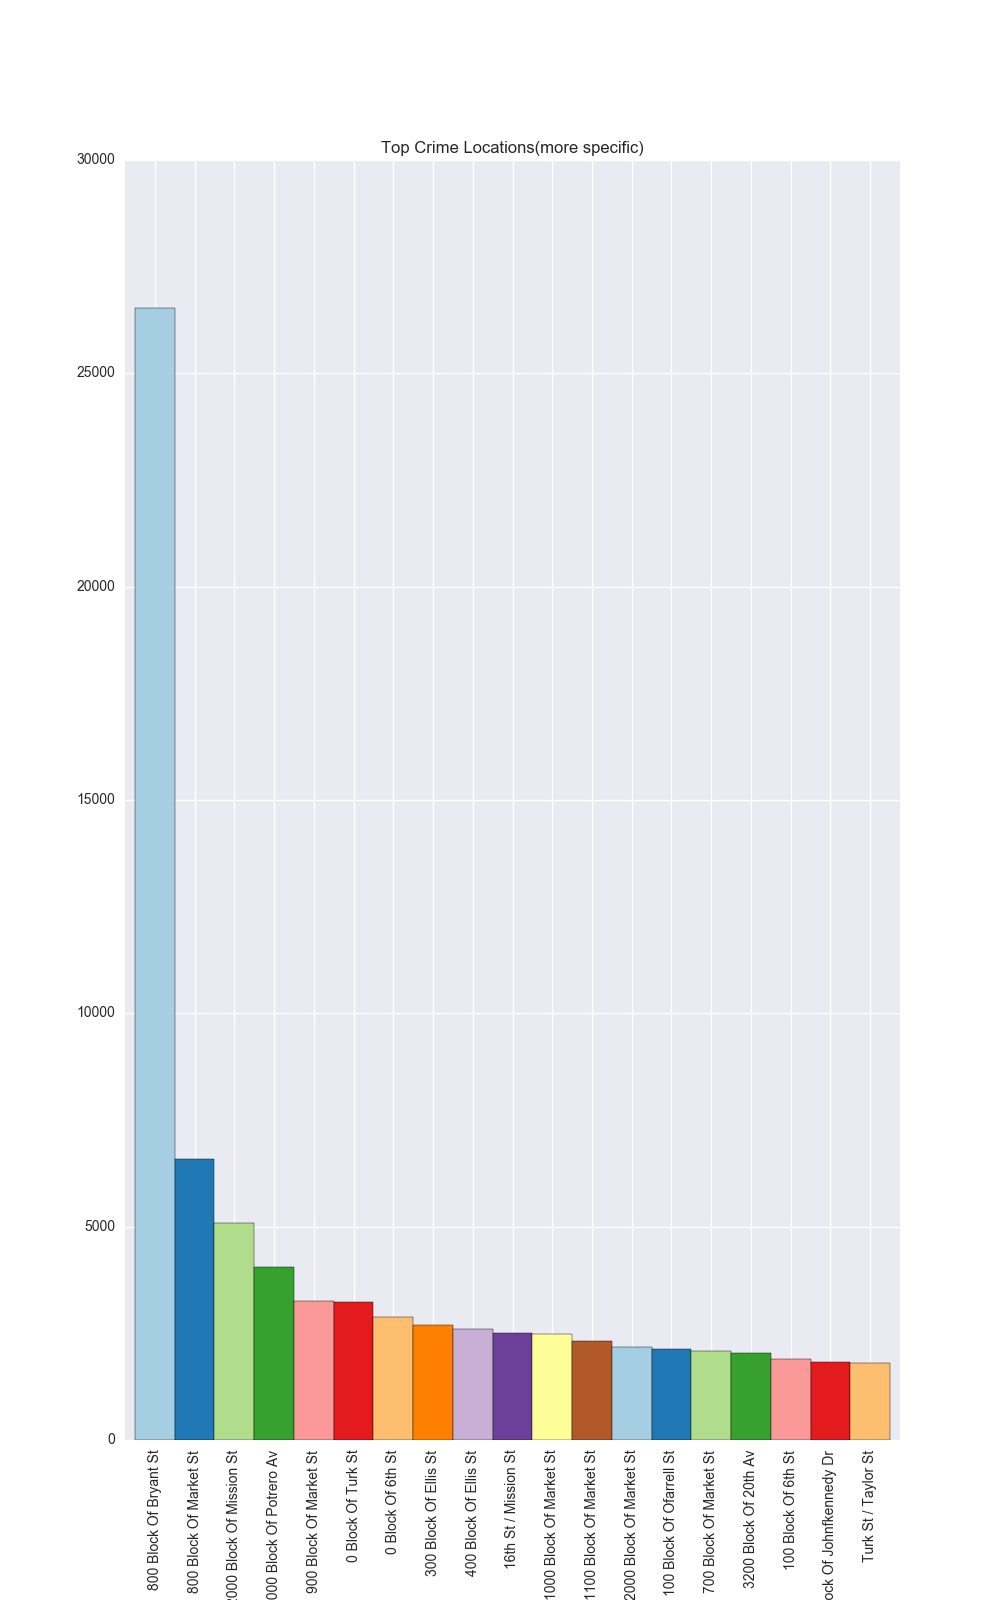 Top Crime Locations(more specific)
30000
25000
20000
15000
10000
5000
0
800 Block Of Bryant St
800 Block Of Market St
2000 Block Of Mission St
000 Block Of Potrero Av
900 Block Of Market St
0 Block Of Turk St
0 Block Of 6th St
300 Block Of Ellis St
400 Block Of Ellis St
16th St / Mission St
1000 Block Of Market St
1100 Block Of Market St
2000 Block Of Market St
100 Block Of Ofarrell St
700 Block Of Market St
3200 Block Of 20th Av
100 Block Of 6th St
ock Of Johnfkennedy Dr
Turk St / Taylor St